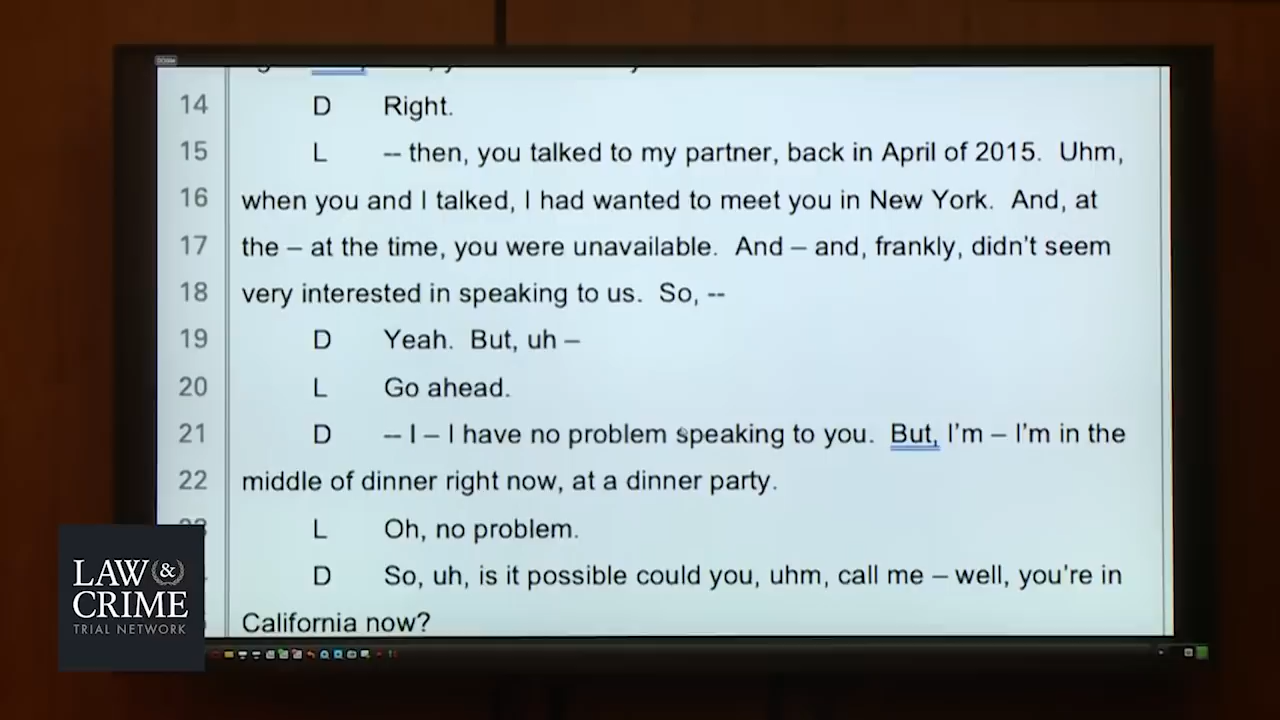 14 D Right.
15 L -- then, you talked to my partner, back in April of 2015. Uhm,
16 when you and I talked, I had wanted to meet you in New York. And, at
17 the – at the time, you were unavailable. And – and, frankly, didn't seem
18 very interested in speaking to us. So, --
19 D Yeah. But, uh –
20 L Go ahead.
21 D -- I – I have no problem speaking to you. But, I'm – I'm in the
22 middle of dinner right now, at a dinner party.
L Oh, no problem.
D So, uh, is it possible could you, uhm, call me – well, you're in
California now?
LAW &
CRIME
TRIAL NETWORK